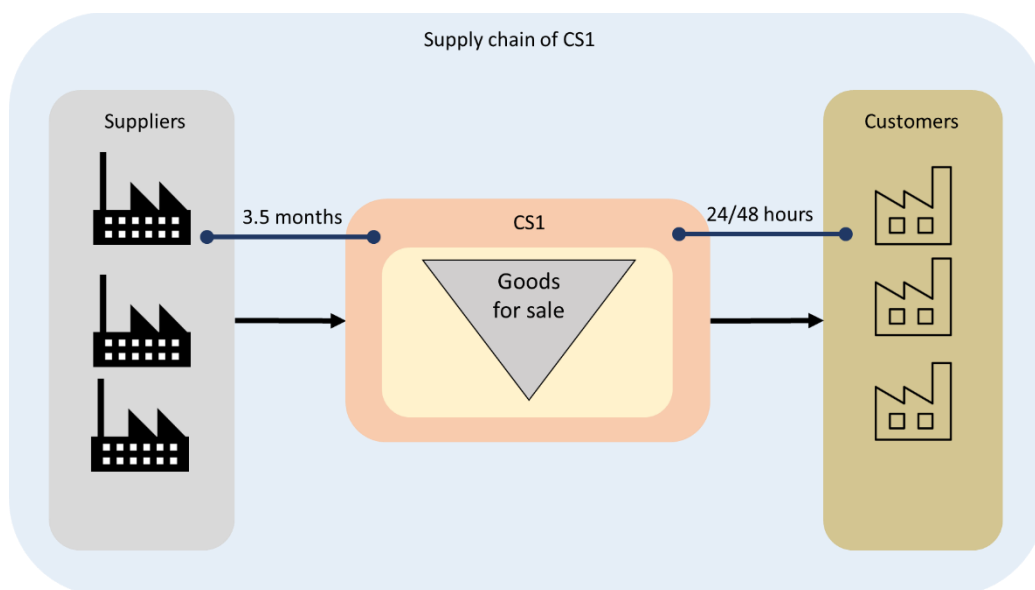 Supply chain of CS1
Suppliers
Customers
3.5 months
CS1
24/48 hours
Goods
for sale